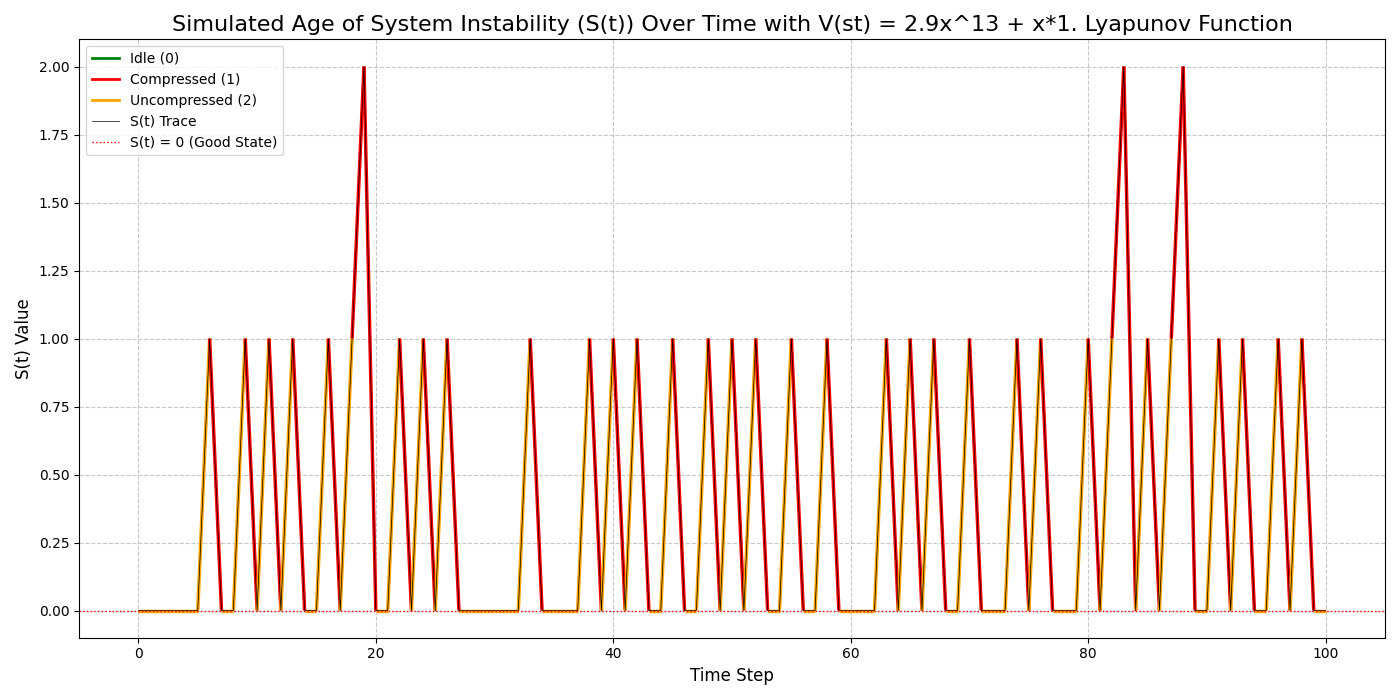 Simulated Age of System Instability (S(t)) Over Time with V(st) = 2.9x^13 + x*1. Lyapunov Function
Idle (0)
Compressed (1)
Uncompressed (2)
S(t) Trace
S(t) = 0 (Good State)
S(t) Value
2.00
1.75
1.50
1.25
1.00
0.75
0.50
0.25
0.00
0 20 40 60 80 100
Time Step